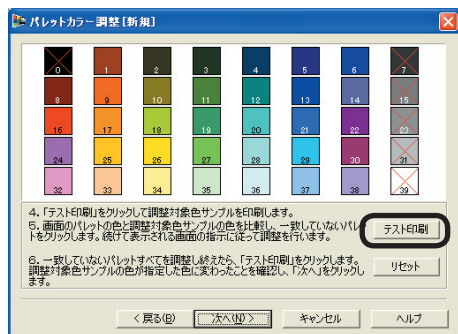 パレットカラー調整[新規]
0 1 2 3 4 5 6 7
8 9 10 11 12 13 14 15
16 17 18 19 20 21 22 23
24 25 26 27 28 29 30 31
32 33 34 35 36 37 38 39
4.「テスト印刷」をクリックして調整対象色サンプルを印刷します。
5.画面のパレットの色と調整対象色サンプルの色を比較し、一致していないパレッ
トをクリックします。続けて表示される画面の指示に従って調整を行います。
テスト印刷
6.一致していないパレットすべてを調整し終えたら、「テスト印刷」をクリックします。
調整対象色サンプルの色が指定した色に変わったことを確認し、「次へ」をクリックし
ます。
リセット
< 戻る(B) 次へ(N) > キャンセル ヘルプ